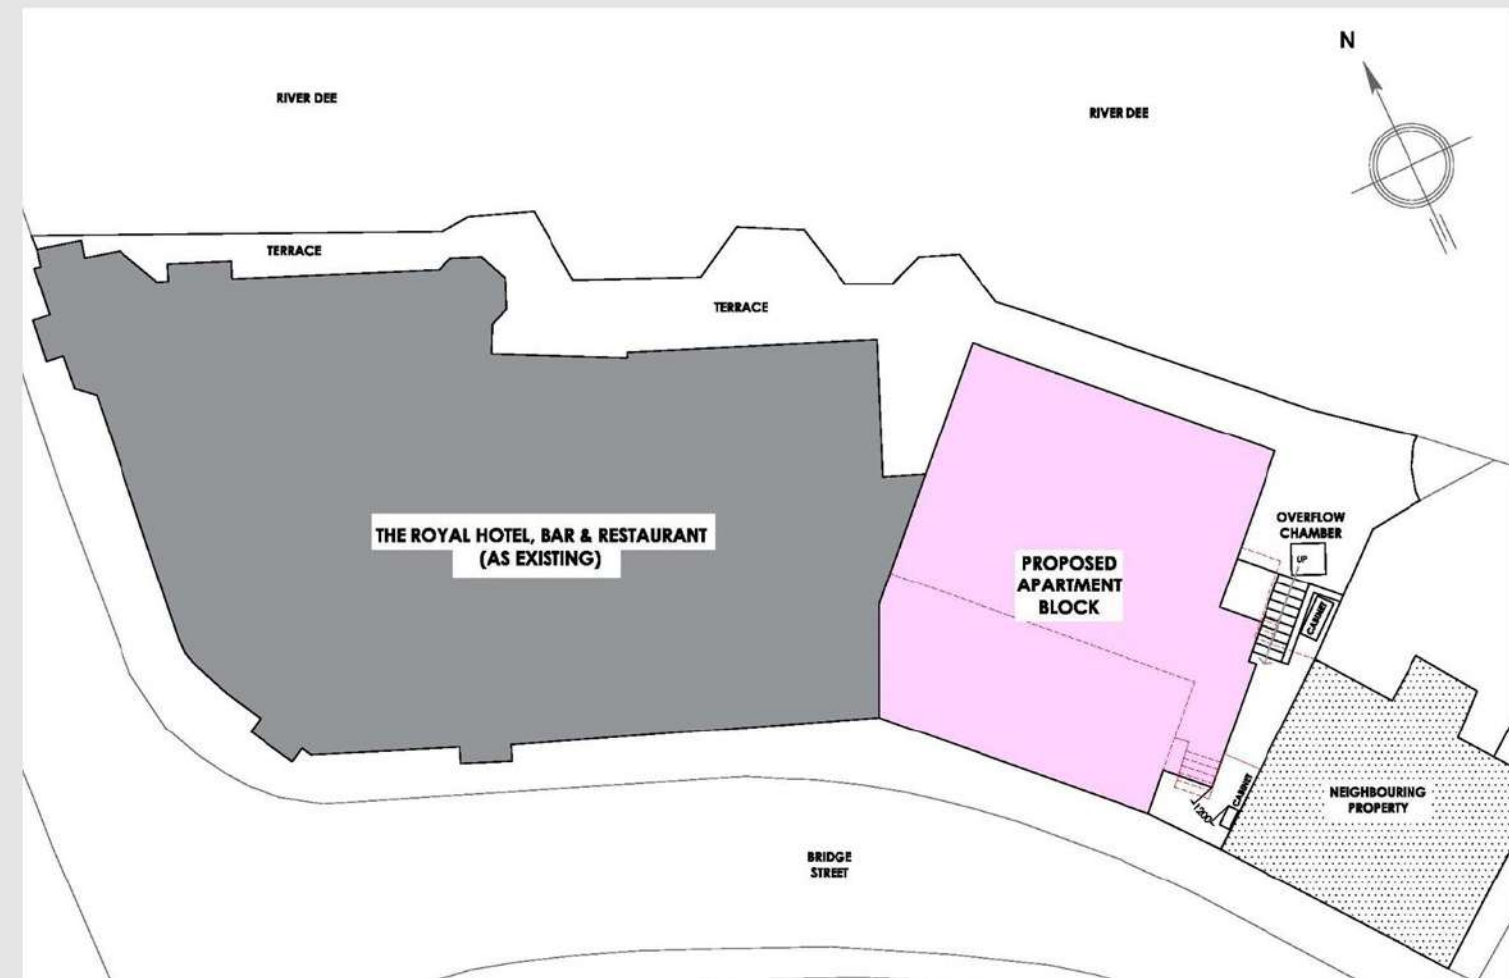 N
RIVER DEE
RIVER DEE
TERRACE
TERRACE
THE ROYAL HOTEL, BAR & RESTAURANT
(AS EXISTING)
PROPOSED
APARTMENT
BLOCK
OVERFLOW
CHAMBER
UP
CABINET
CABINET
1200
NEIGHBOURING
PROPERTY
BRIDGE
STREET